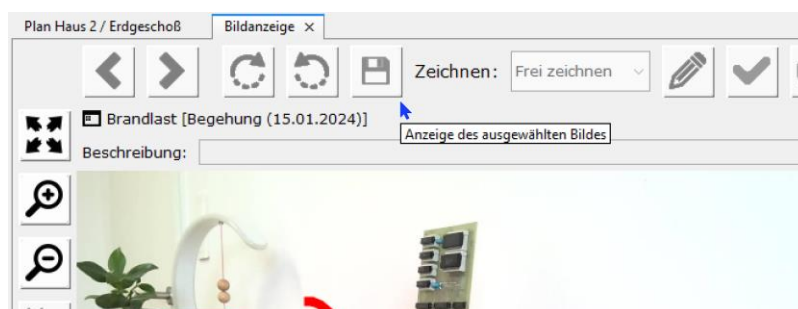 Plan Haus 2 / Erdgeschoß Bildanzeige ×
Zeichnen: Frei zeichnen
Brandlast [Begehung (15.01.2024)]
Anzeige des ausgewählten Bildes
Beschreibung: